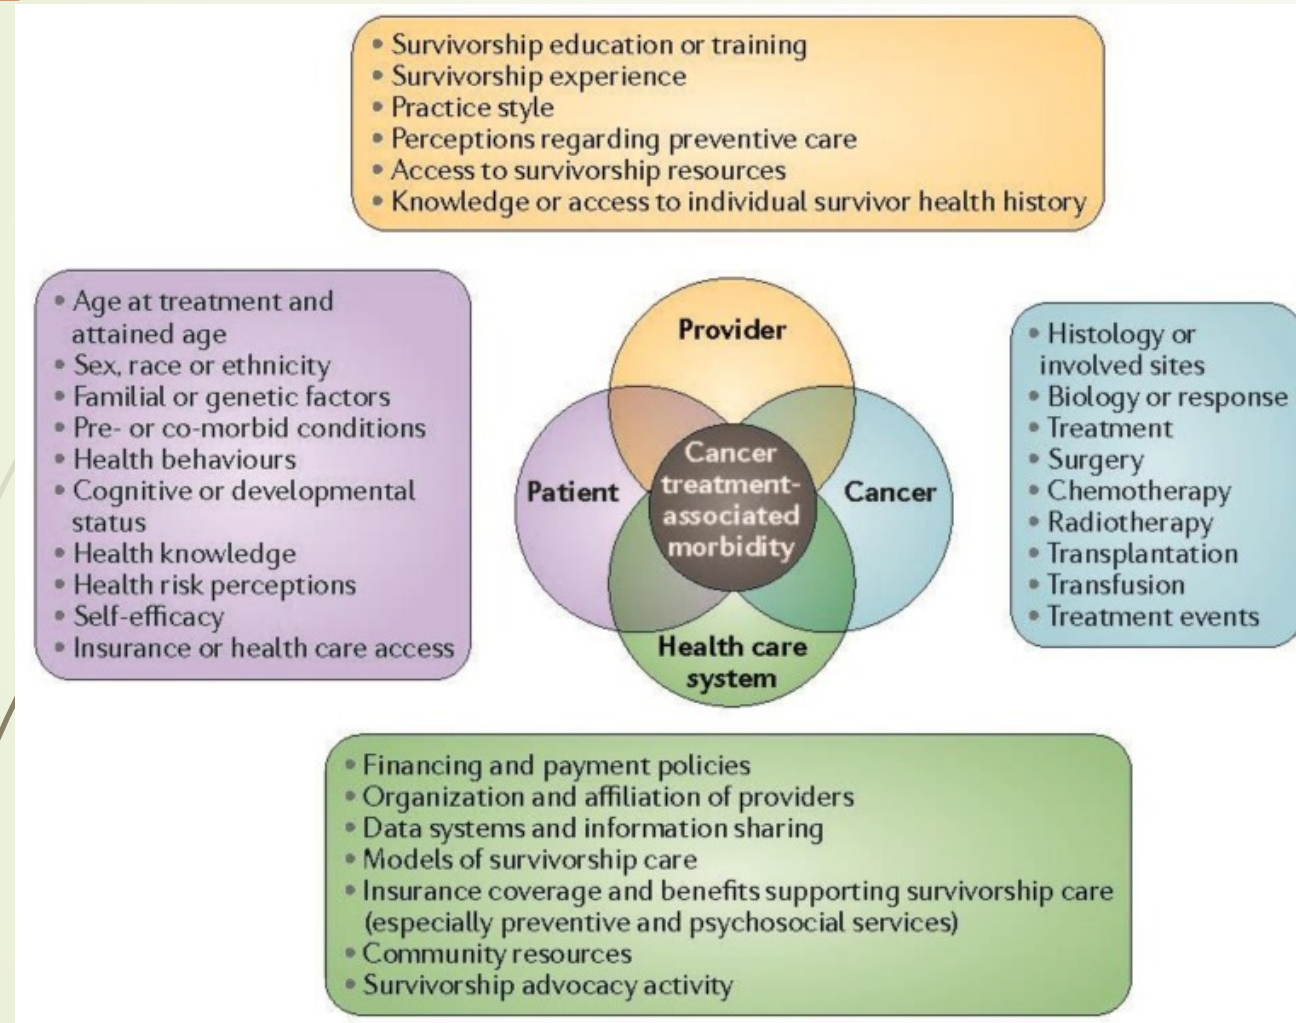 • Survivorship education or training
• Survivorship experience
• Practice style
• Perceptions regarding preventive care
• Access to survivorship resources
• Knowledge or access to individual survivor health history
• Age at treatment and
attained age
• Sex, race or ethnicity
• Familial or genetic factors
• Pre- or co-morbid conditions
• Health behaviours
• Cognitive or developmental
status
• Health knowledge
• Health risk perceptions
• Self-efficacy
• Insurance or health care access
Provider
Patient
Cancer
treatment-
associated
morbidity
Cancer
Health care
system
• Histology or
involved sites
• Biology or response
• Treatment
• Surgery
• Chemotherapy
• Radiotherapy
• Transplantation
• Transfusion
• Treatment events
• Financing and payment policies
• Organization and affiliation of providers
• Data systems and information sharing
• Models of survivorship care
• Insurance coverage and benefits supporting survivorship care
(especially preventive and psychosocial services)
• Community resources
• Survivorship advocacy activity